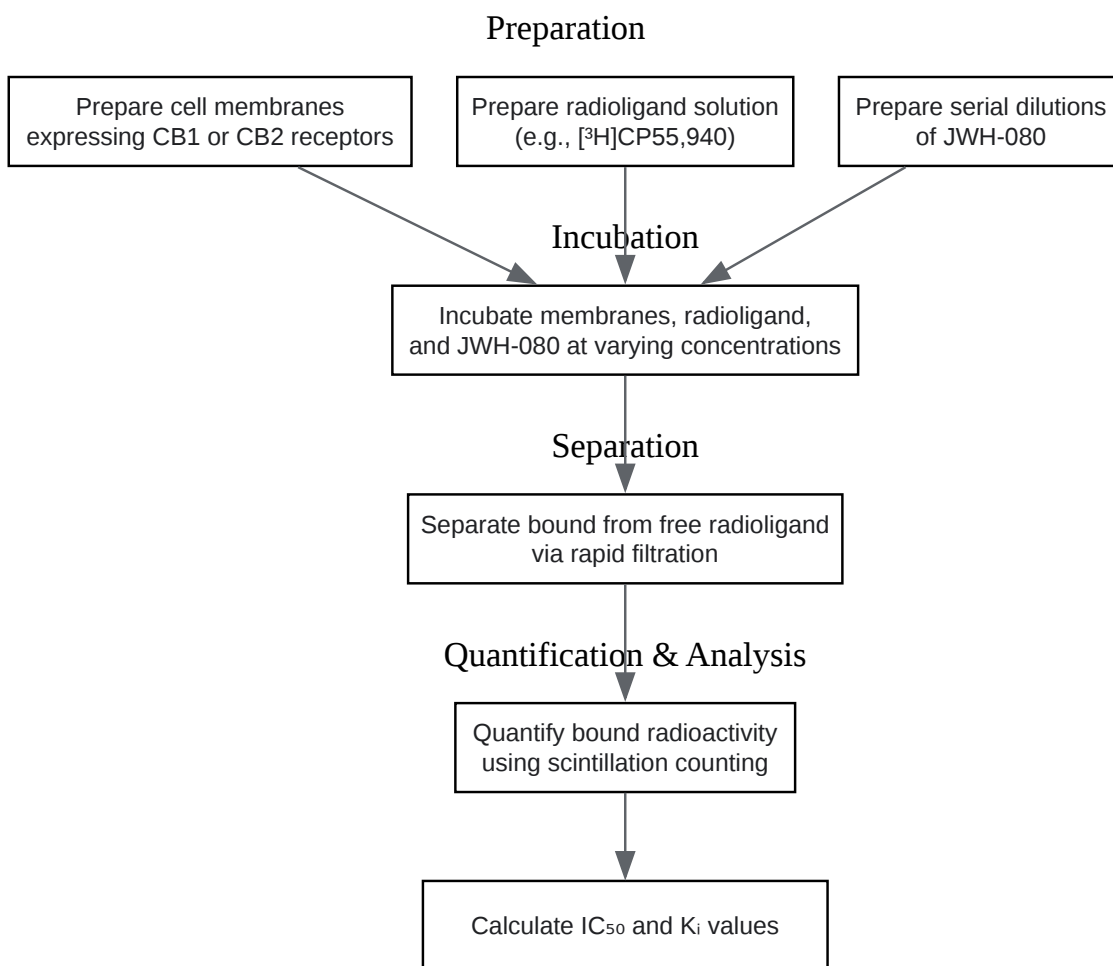 Preparation
Prepare cell membranes
expressing CB1 or CB2 receptors
Prepare radioligand solution
(e.g., [³H]CP55,940)
Prepare serial dilutions
of JWH-080
Incubation
Incubate membranes, radioligand,
and JWH-080 at varying concentrations
Separation
Separate bound from free radioligand
via rapid filtration
Quantification & Analysis
Quantify bound radioactivity
using scintillation counting
Calculate IC₅₀ and Kᵢ values